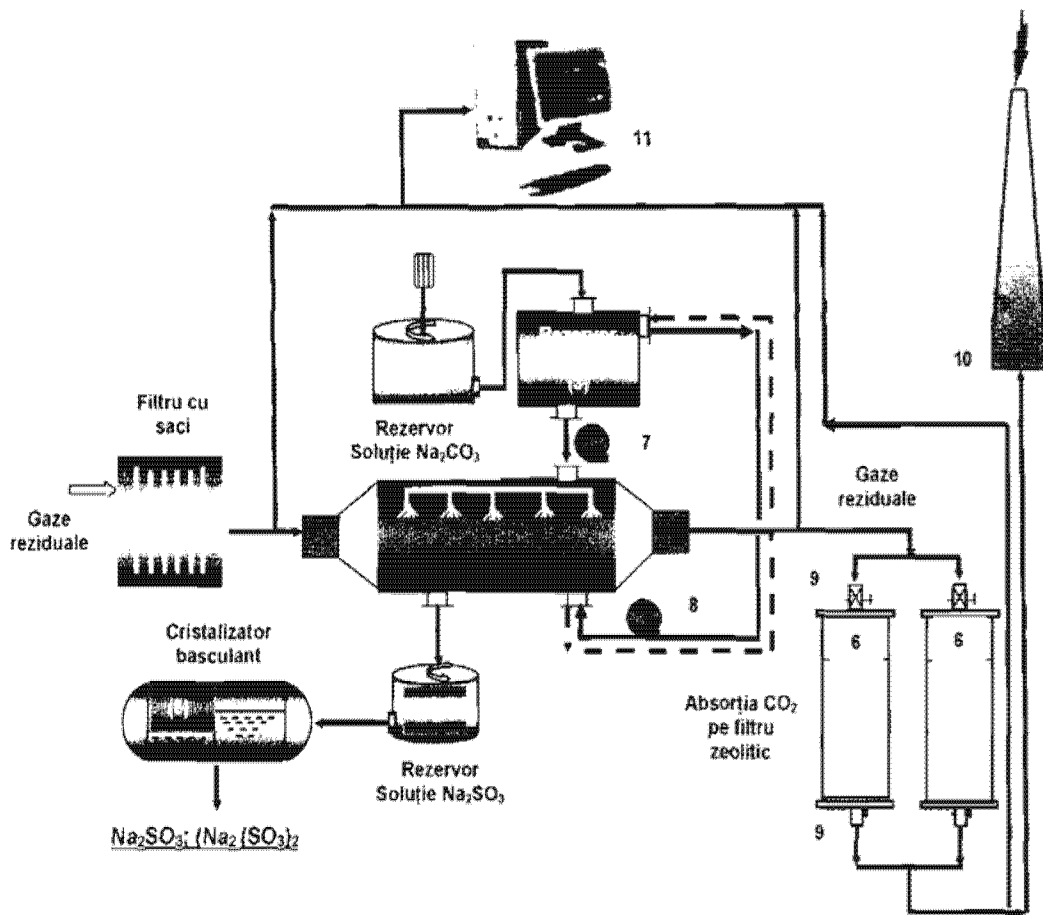 11
10
Filtru cu
saci
Rezervor
Soluție Na₂CO₃
7
Gaze
reziduale
Gaze
reziduale
9
8
6
6
Cristalizator
basculant
Absorția CO₂
pe filtru
zeolitic
Rezervor
Soluție Na₂SO₃
9
Na₂SO₃; (Na₂(SO₃)₂